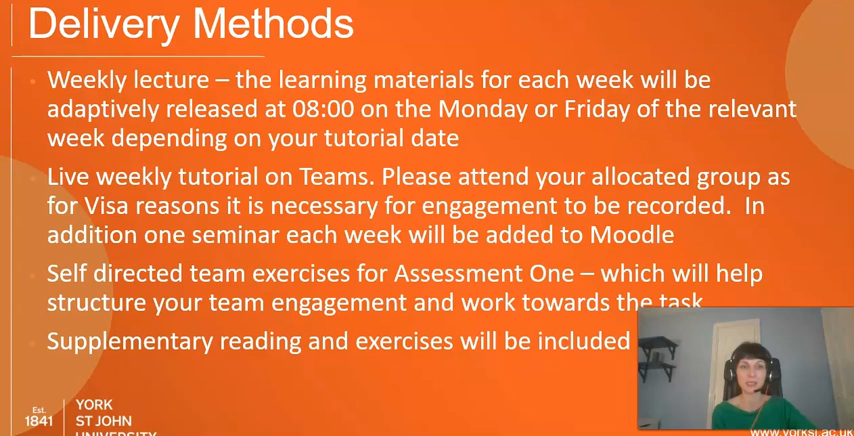 Delivery Methods
Weekly lecture – the learning materials for each week will be
adaptively released at 08:00 on the Monday or Friday of the relevant
week depending on your tutorial date
Live weekly tutorial on Teams. Please attend your allocated group as
for Visa reasons it is necessary for engagement to be recorded.  In
addition one seminar each week will be added to Moodle
Self directed team exercises for Assessment One – which will help
structure your team engagement and work towards the task
Supplementary reading and exercises will be included
Est.
1841
YORK
ST JOHN
UNIVERSITY
www.yorksj.ac.uk